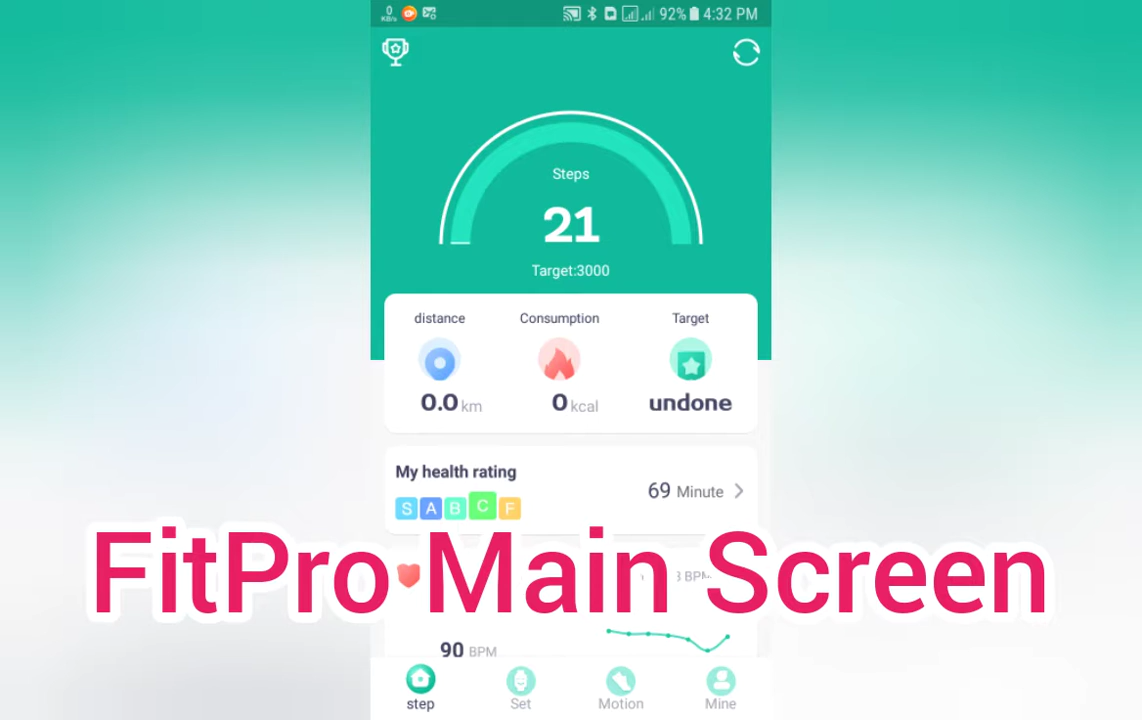 0
KB/s
92% 4:32 PM
Steps
21
Target:3000
distance Consumption Target
0.0 km 0 kcal undone
My health rating
69 Minute
S A B C F
FitPro Main Screen
BPM
90 BPM
step Set Motion Mine